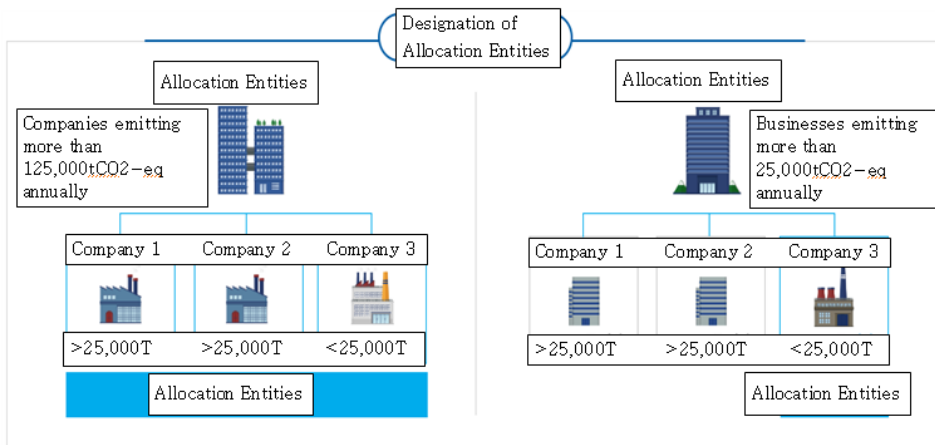 Designation of
Allocation Entities
Allocation Entities
Companies emitting
more than
125,000tCO2-eq
annually
Company 1
Company 2
Company 3
>25,000T
>25,000T
<25,000T
Allocation Entities
Allocation Entities
Businesses emitting
more than
25,000tCO2-eq
annually
Company 1
Company 2
Company 3
>25,000T
>25,000T
<25,000T
Allocation Entities